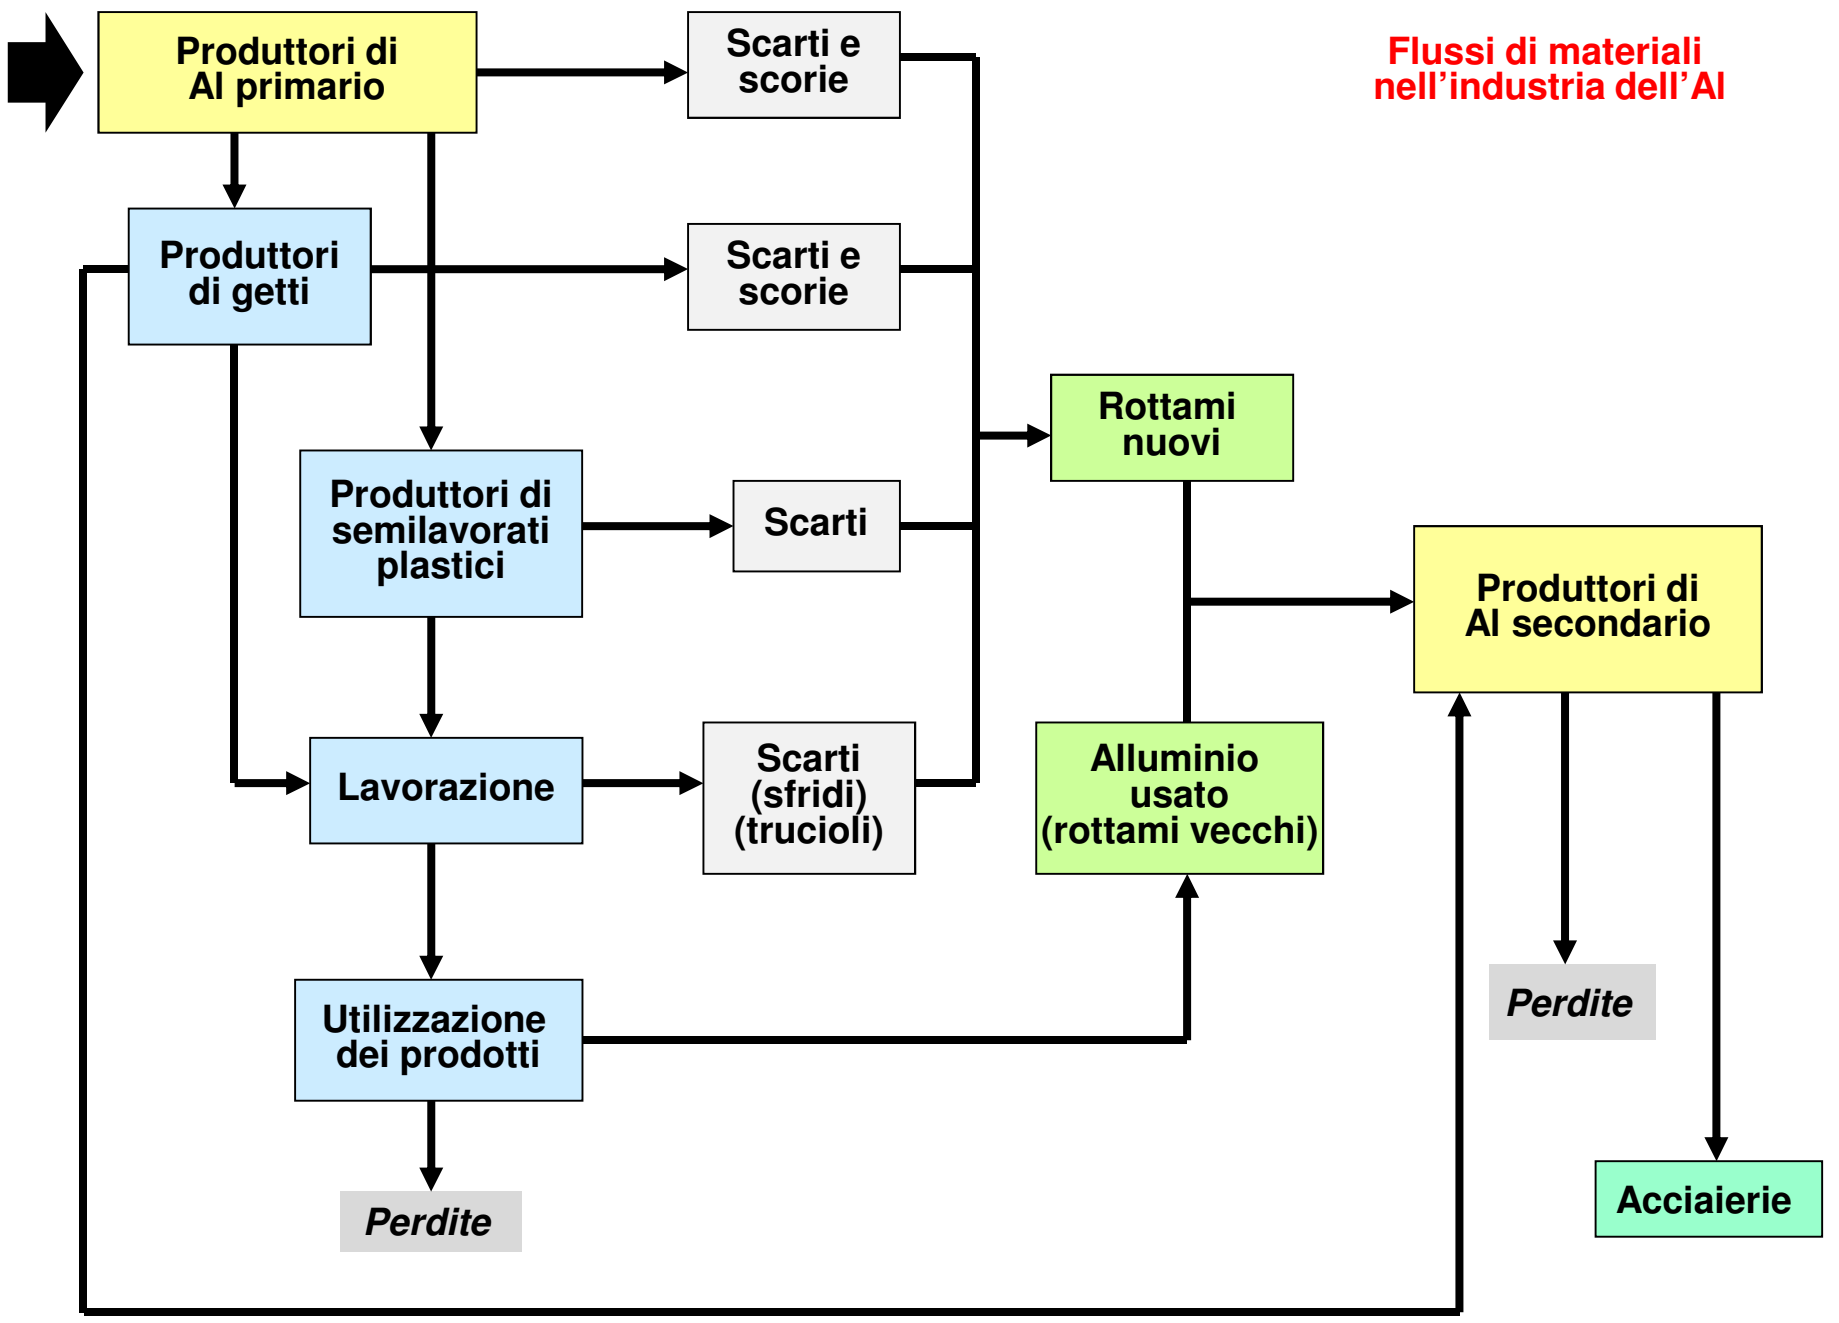 Produttori di
Al primario
Scarti e
scorie
Flussi di materiali
nell’industria dell’Al
Produttori
di getti
Scarti e
scorie
Rottami
nuovi
Produttori di
semilavorati
plastici
Scarti
Produttori di
Al secondario
Lavorazione
Scarti
(sfridi)
(trucioli)
Alluminio
usato
(rottami vecchi)
Utilizzazione
dei prodotti
Perdite
Acciaierie
Perdite